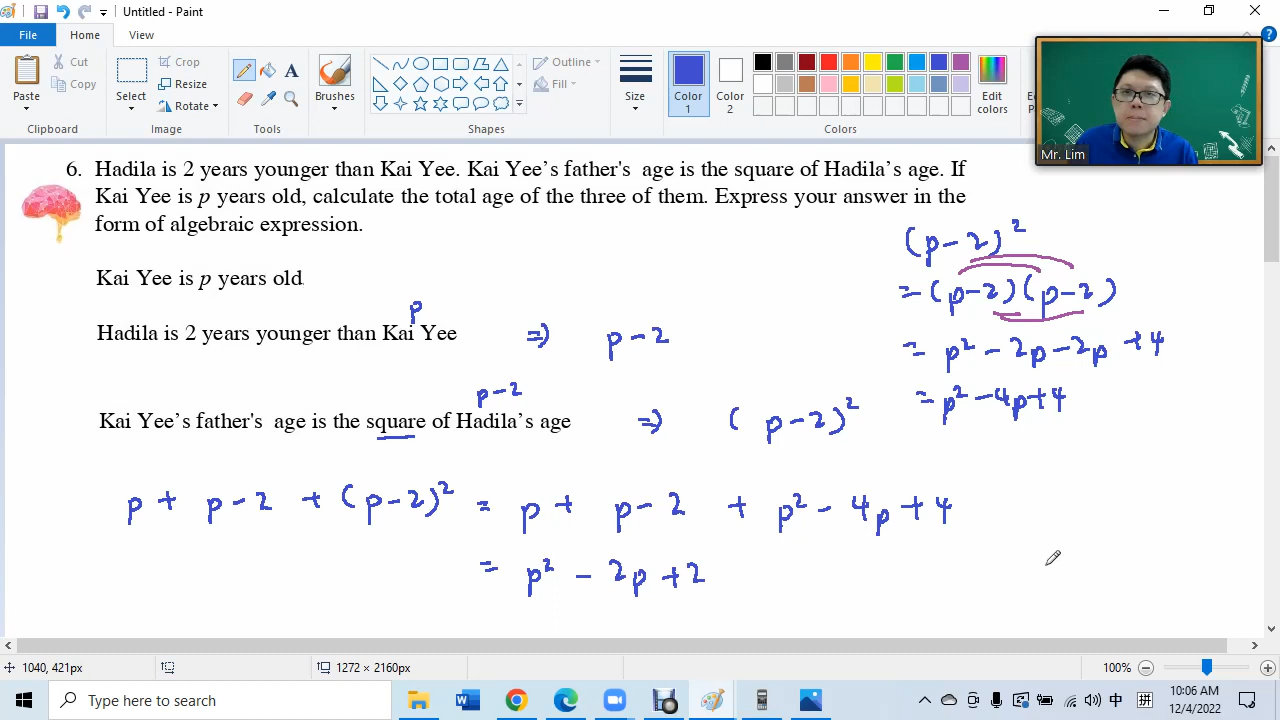 Untitled - Paint
File Home View
Paste Cut Copy Clipboard
Select Crop Resize Rotate Image
Tools
Brushes
Outline Fill Shapes
Size
Color 1 Color 2 Edit colors Colors
Mr. Lim
6. Hadila is 2 years younger than Kai Yee. Kai Yee's father's age is the square of Hadila's age. If
Kai Yee is p years old, calculate the total age of the three of them. Express your answer in the
form of algebraic expression.
(p-2)²
Kai Yee is p years old.
= (p-2)(p-2)
p
Hadila is 2 years younger than Kai Yee => p-2
= p² - 2p - 2p + 4
p-2
= p² - 4p + 4
Kai Yee's father's age is the square of Hadila's age => (p-2)²
p + p-2 + (p-2)² = p + p-2 + p² - 4p + 4
= p² - 2p + 2
1040, 421px 1272 × 2160px 100%
Type here to search
中 拼 10:06 AM
12/4/2022